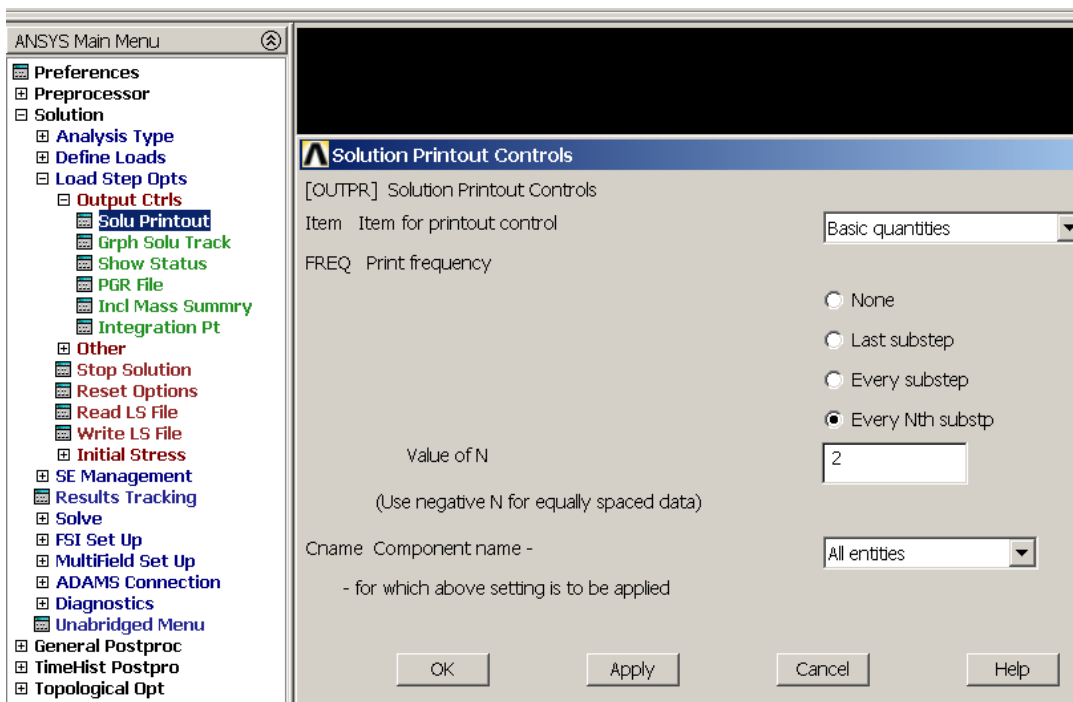 ANSYS Main Menu
Preferences
Preprocessor
Solution
Analysis Type
Define Loads
Load Step Opts
Output Ctrls
Solu Printout
Grph Solu Track
Show Status
PGR File
Incl Mass Summry
Integration Pt
Other
Stop Solution
Reset Options
Read LS File
Write LS File
Initial Stress
SE Management
Results Tracking
Solve
FSI Set Up
MultiField Set Up
ADAMS Connection
Diagnostics
Unabridged Menu
General Postproc
TimeHist Postpro
Topological Opt
Solution Printout Controls
[OUTPR] Solution Printout Controls
Item Item for printout control Basic quantities
FREQ Print frequency
None
Last substep
Every substep
Every Nth substp
Value of N 2
(Use negative N for equally spaced data)
Cname Component name - All entities
- for which above setting is to be applied
OK Apply Cancel Help